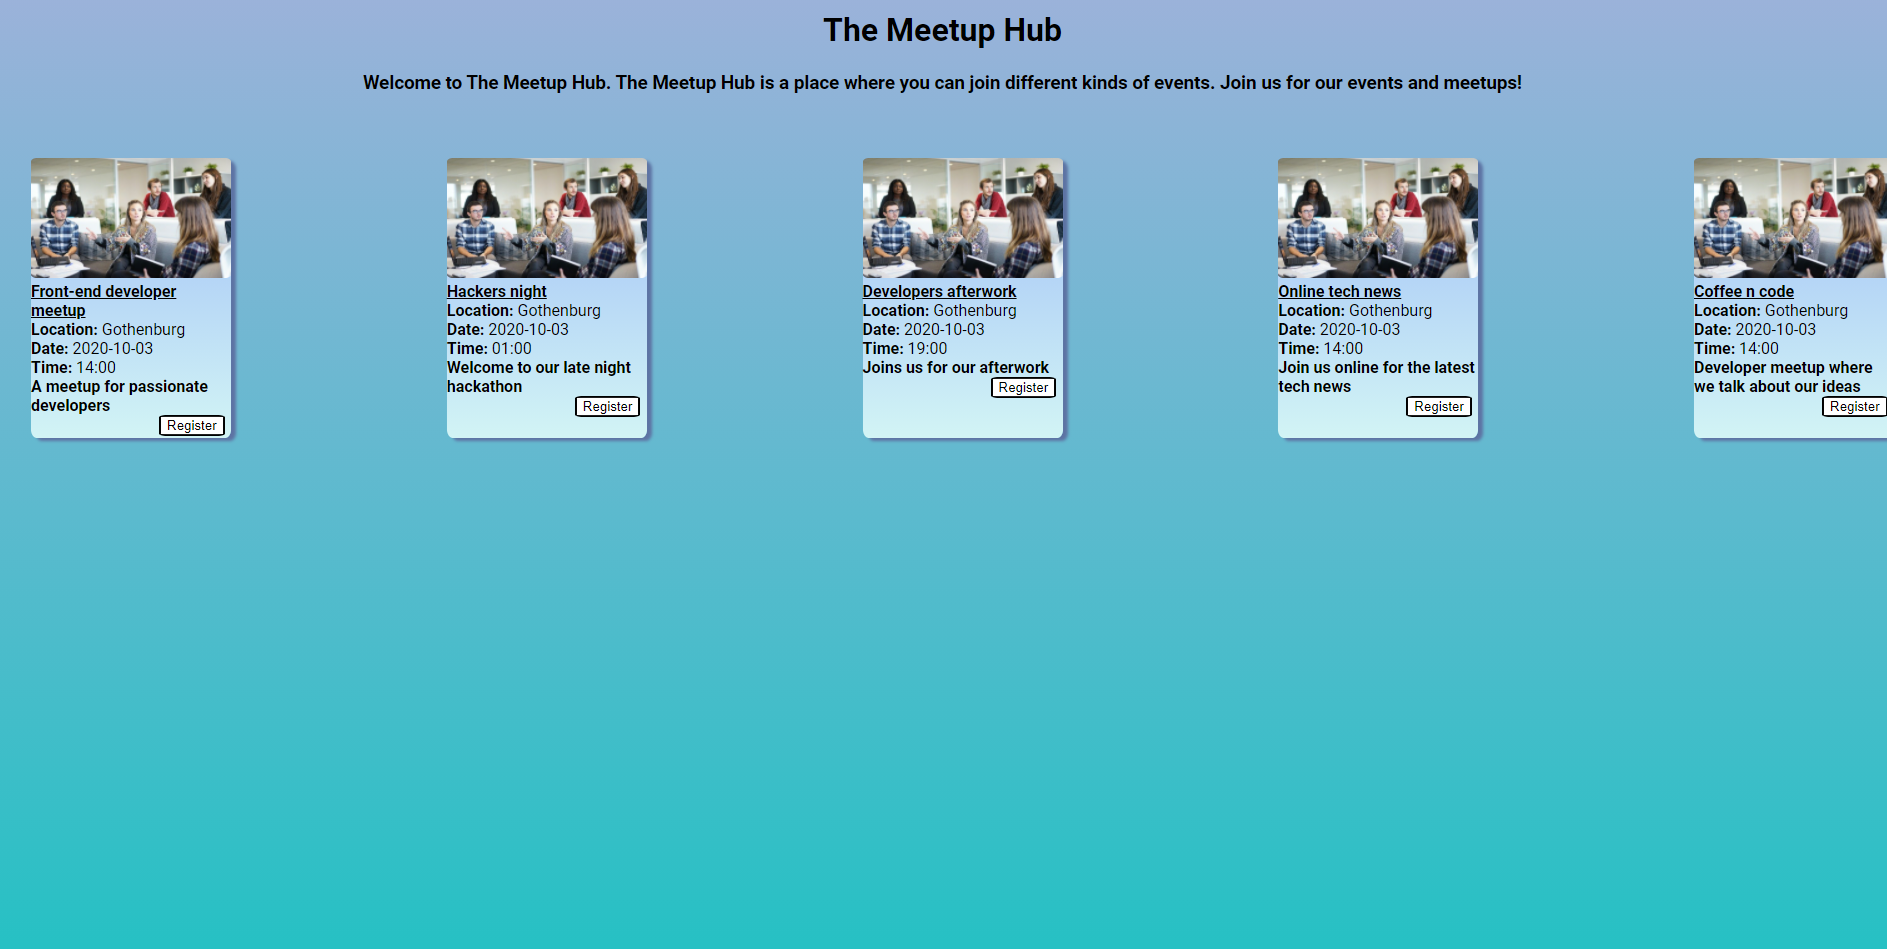 The Meetup Hub
Welcome to The Meetup Hub. The Meetup Hub is a place where you can join different kinds of events. Join us for our events and meetups!
Front-end developer
meetup
Location: Gothenburg
Date: 2020-10-03
Time: 14:00
A meetup for passionate
developers
Register
Hackers night
Location: Gothenburg
Date: 2020-10-03
Time: 01:00
Welcome to our late night
hackathon
Register
Developers afterwork
Location: Gothenburg
Date: 2020-10-03
Time: 19:00
Joins us for our afterwork
Register
Online tech news
Location: Gothenburg
Date: 2020-10-03
Time: 14:00
Join us online for the latest
tech news
Register
Coffee n code
Location: Gothenburg
Date: 2020-10-03
Time: 14:00
Developer meetup where
we talk about our ideas
Register